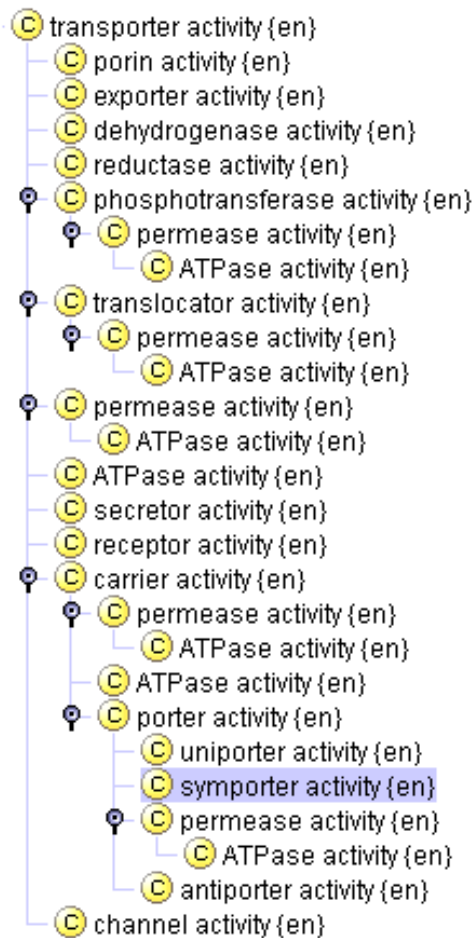 C transporter activity {en}
C porin activity {en}
C exporter activity {en}
C dehydrogenase activity {en}
C reductase activity {en}
C phosphotransferase activity {en}
C permease activity {en}
C ATPase activity {en}
C translocator activity {en}
C permease activity {en}
C ATPase activity {en}
C permease activity {en}
C ATPase activity {en}
C ATPase activity {en}
C secretor activity {en}
C receptor activity {en}
C carrier activity {en}
C permease activity {en}
C ATPase activity {en}
C ATPase activity {en}
C porter activity {en}
C uniporter activity {en}
C symporter activity {en}
C permease activity {en}
C ATPase activity {en}
C antiporter activity {en}
C channel activity {en}